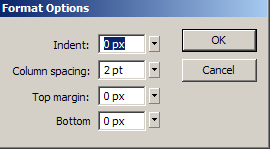 Format Options
Indent: 0 px OK
Column spacing: 2 pt Cancel
Top margin: 0 px
Bottom 0 px